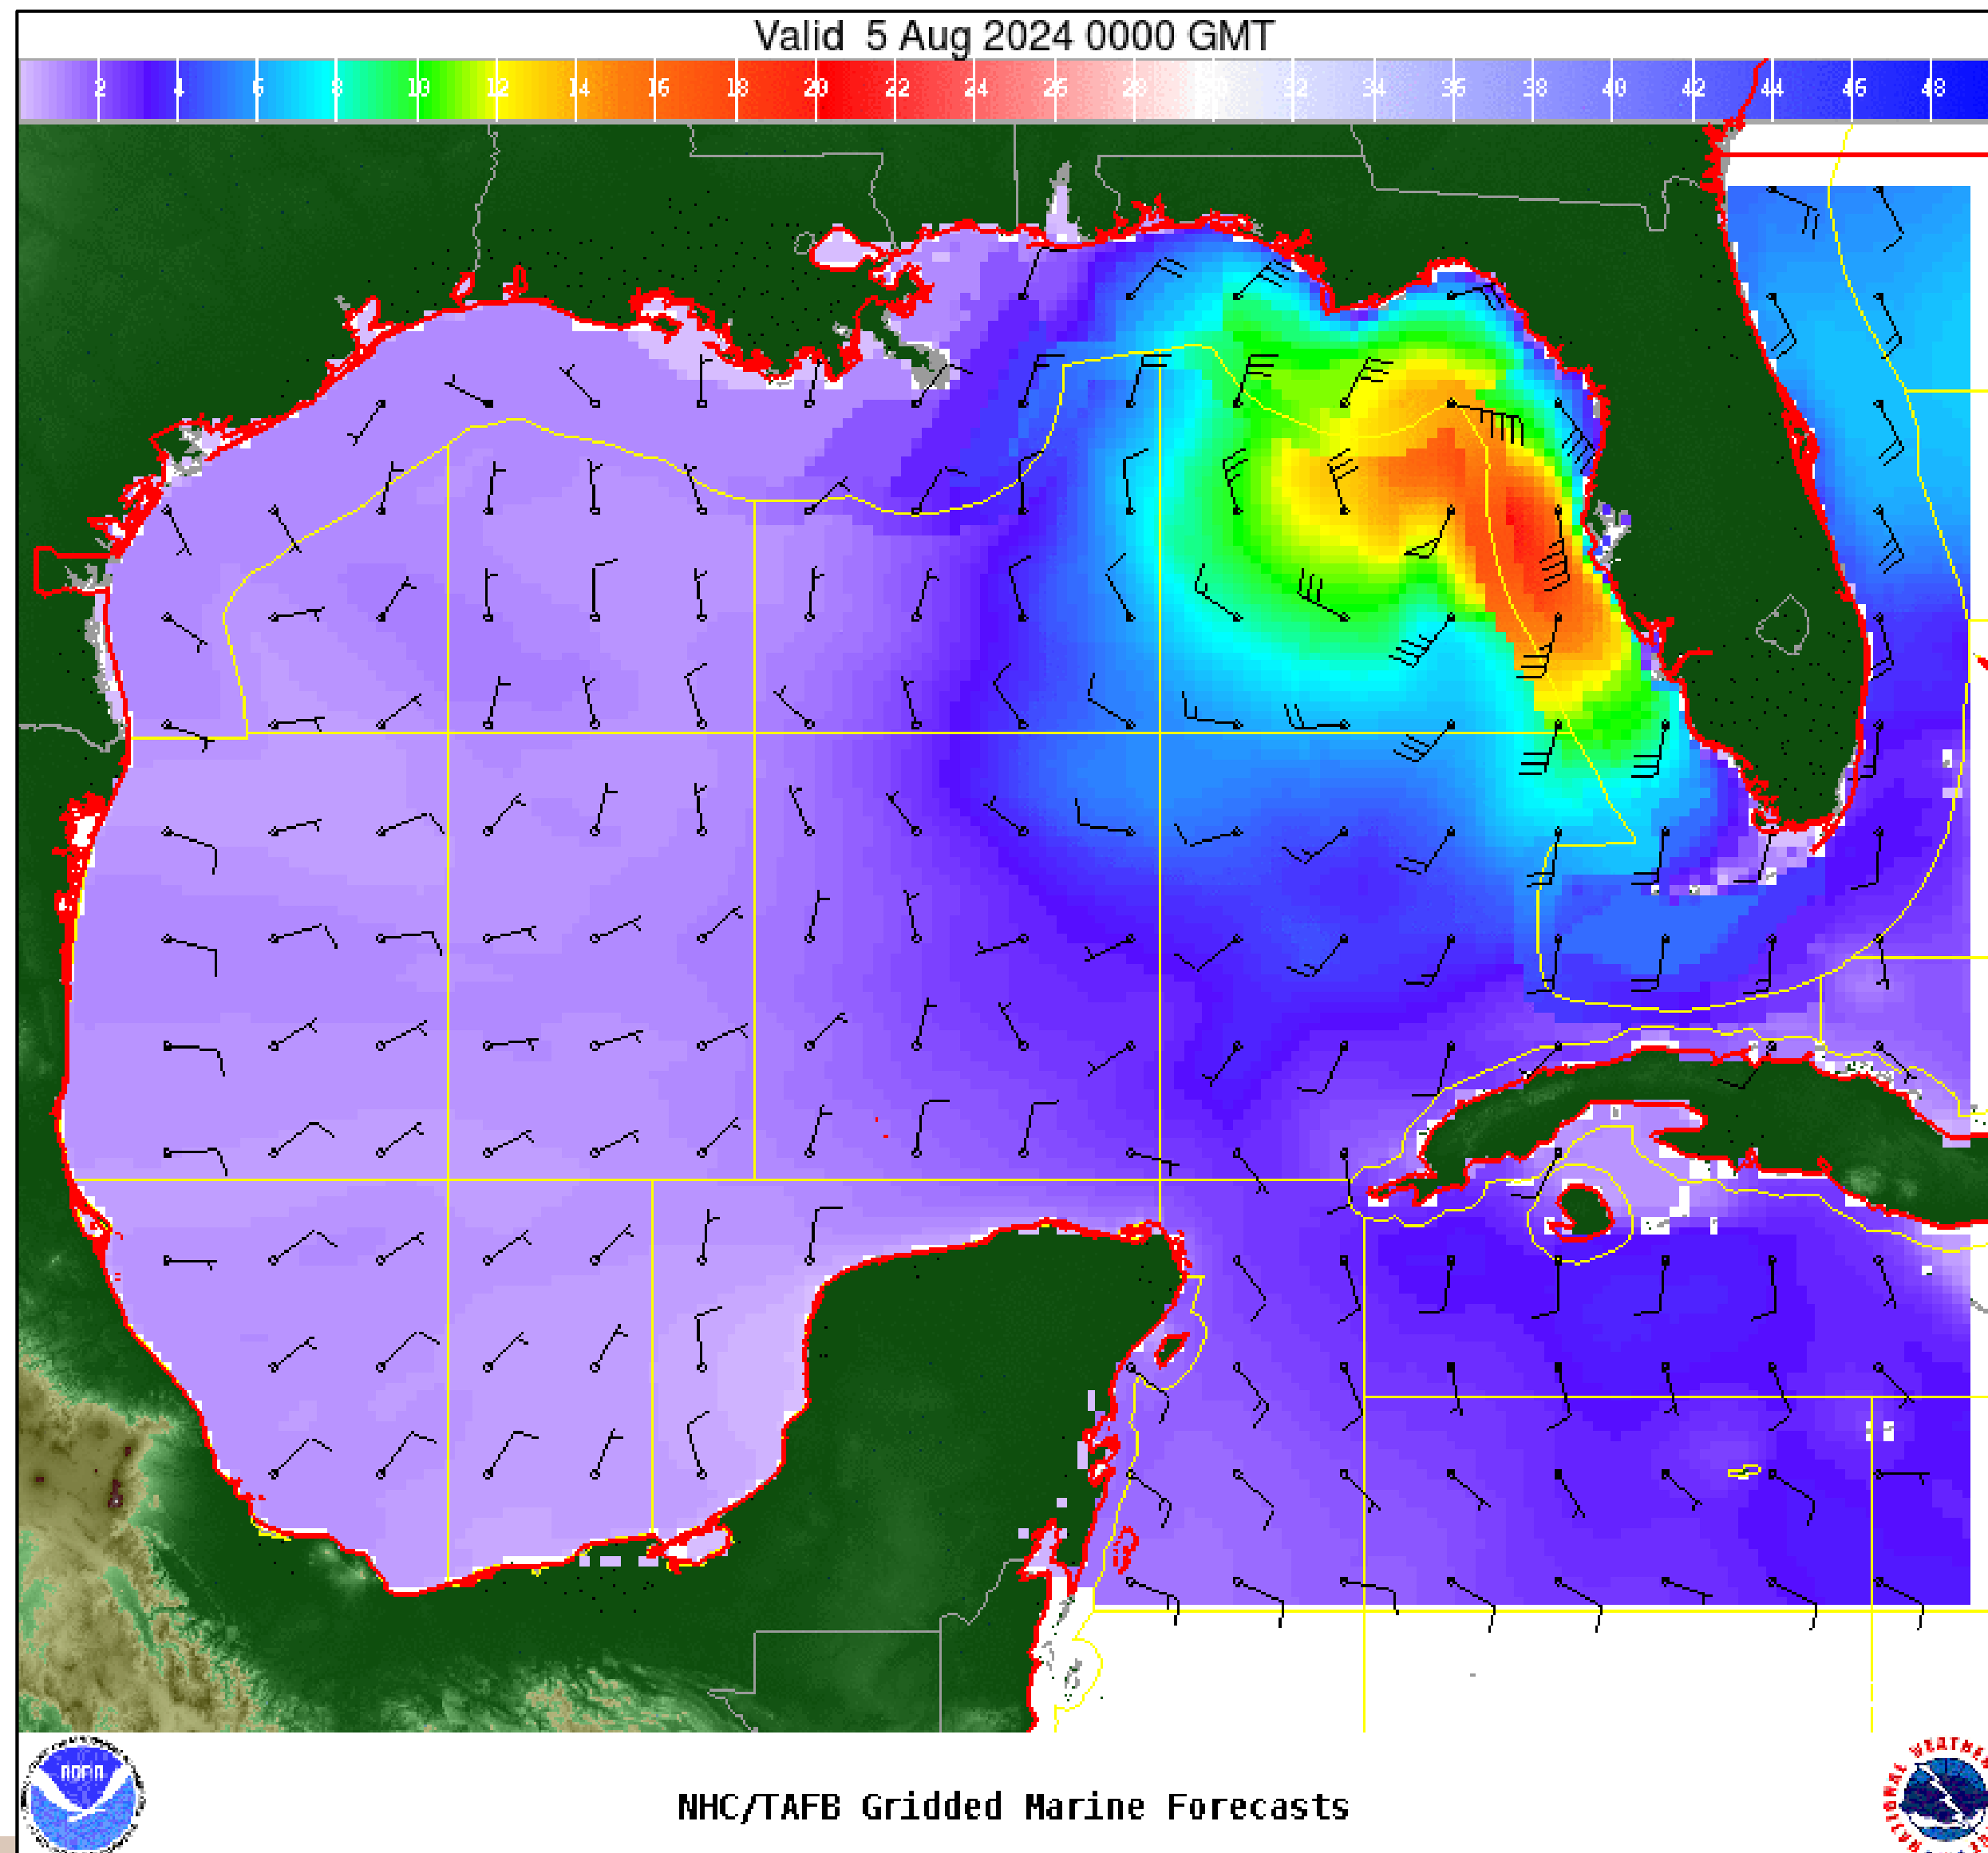 Valid 5 Aug 2024 0000 GMT
2 4 6 8 10 12 14 16 18 20 22 24 26 28 30 32 34 36 38 40 42 44 46 48
NHC/TAFB Gridded Marine Forecasts
NOAA